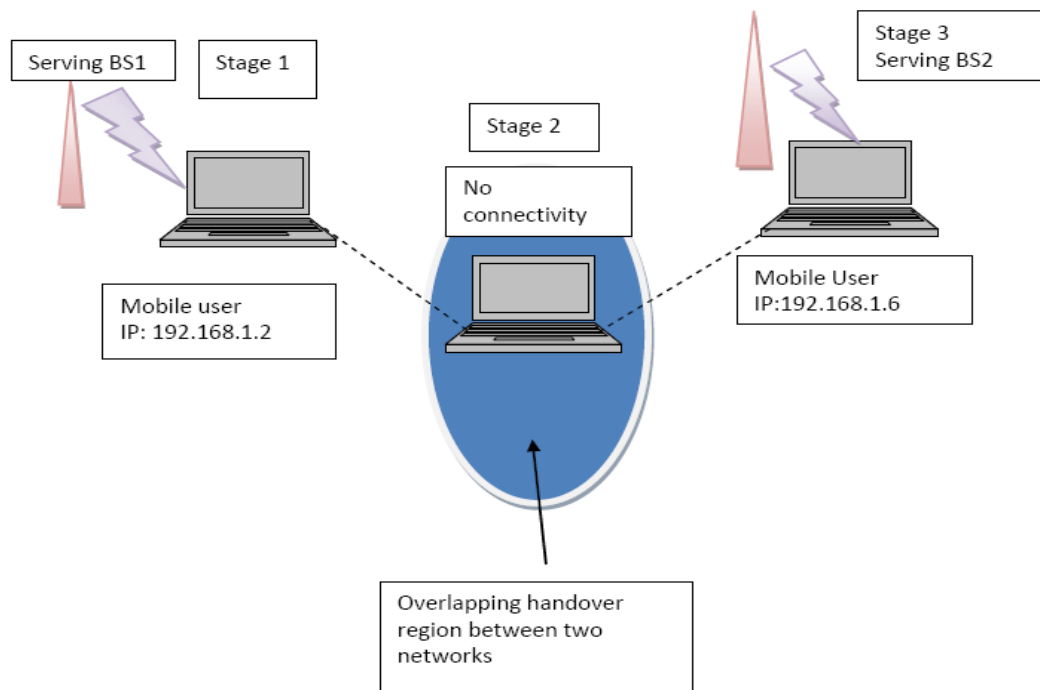 Serving BS1
Stage 1
Stage 2
No
connectivity
Stage 3
Serving BS2
Mobile user
IP: 192.168.1.2
Mobile User
IP:192.168.1.6
Overlapping handover
region between two
networks